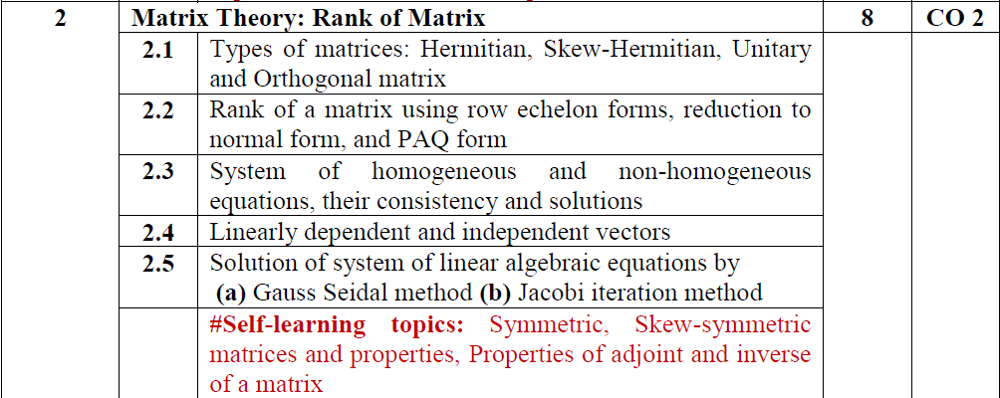 2 Matrix Theory: Rank of Matrix 8 CO 2
2.1 Types of matrices: Hermitian, Skew-Hermitian, Unitary
and Orthogonal matrix
2.2 Rank of a matrix using row echelon forms, reduction to
normal form, and PAQ form
2.3 System of homogeneous and non-homogeneous
equations, their consistency and solutions
2.4 Linearly dependent and independent vectors
2.5 Solution of system of linear algebraic equations by
(a) Gauss Seidal method (b) Jacobi iteration method
#Self-learning topics: Symmetric, Skew-symmetric
matrices and properties, Properties of adjoint and inverse
of a matrix